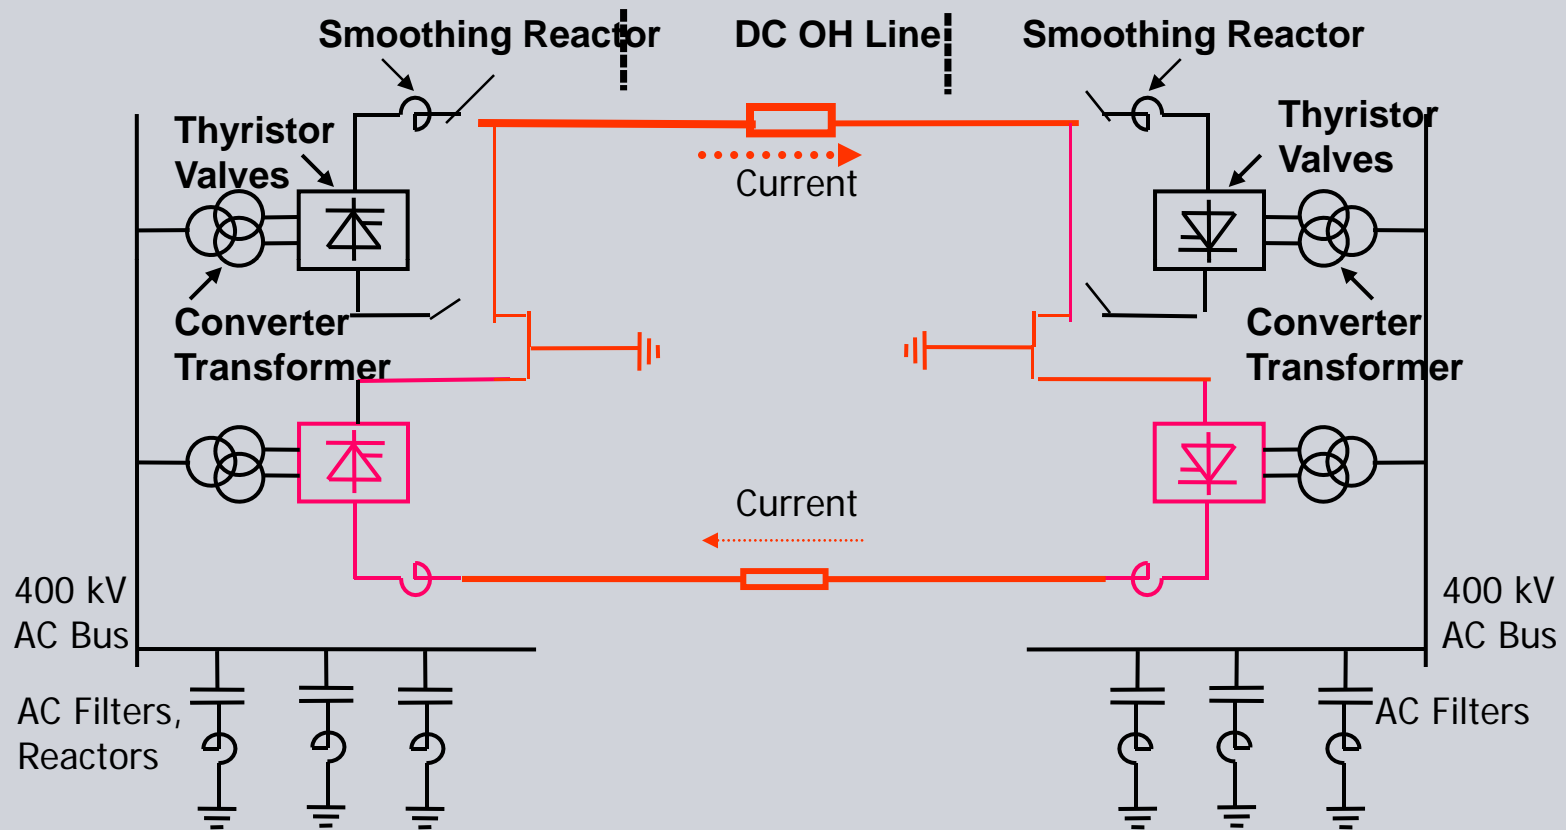 Smoothing Reactor
DC OH Line
Smoothing Reactor
Thyristor
Valves
Thyristor
Valves
Current
Converter
Transformer
Converter
Transformer
Current
400 kV
AC Bus
400 kV
AC Bus
AC Filters,
Reactors
AC Filters